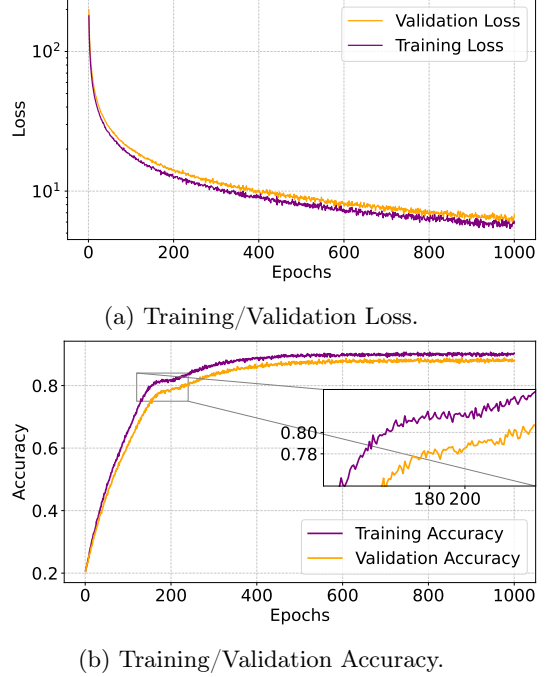 Validation Loss
Training Loss
10²
10¹
Loss
0 200 400 600 800 1000
Epochs
(a) Training/Validation Loss.
0.8
0.6
0.4
0.2
Accuracy
0.80
0.78
180 200
Training Accuracy
Validation Accuracy
0 200 400 600 800 1000
Epochs
(b) Training/Validation Accuracy.